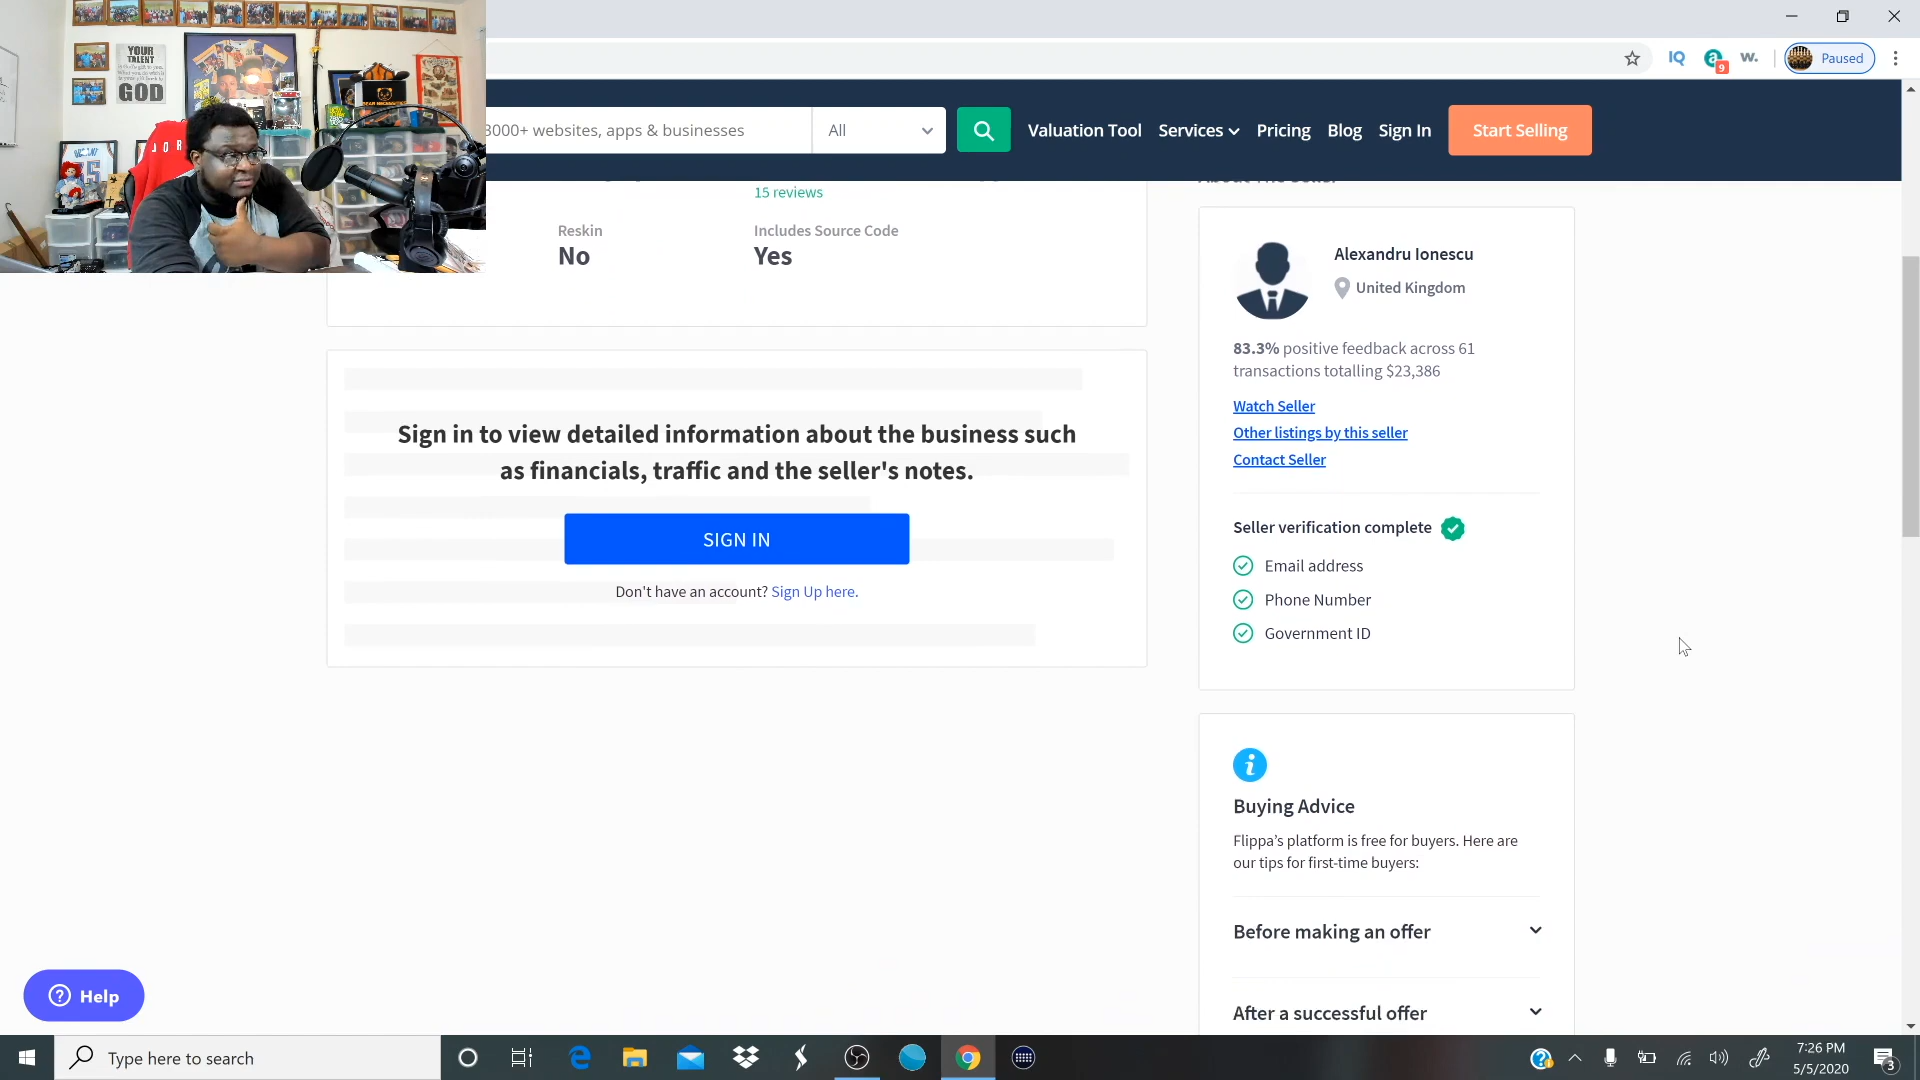 YOUR
TALENT
GOD
IQ
9
w.
Paused
3000+ websites, apps & businesses
All
Valuation Tool
Services
Pricing
Blog
Sign In
Start Selling
15 reviews
Reskin
No
Includes Source Code
Yes
Sign in to view detailed information about the business such
as financials, traffic and the seller's notes.
SIGN IN
Don't have an account? Sign Up here.
Alexandru Ionescu
United Kingdom
83.3% positive feedback across 61
transactions totalling $23,386
Watch Seller
Other listings by this seller
Contact Seller
Seller verification complete
Email address
Phone Number
Government ID
Buying Advice
Flippa’s platform is free for buyers. Here are
our tips for first-time buyers:
Before making an offer
After a successful offer
Help
Type here to search
7:26 PM
5/5/2020
3